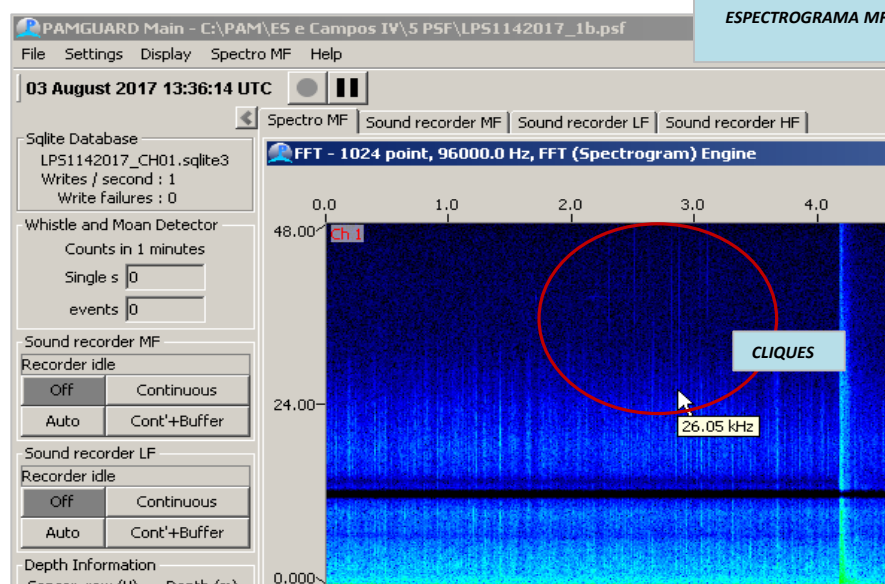 ESPECTROGRAMA MF
PAMGUARD Main - C:\PAM\ES e Campos IV\5 PSF\LPS1142017_1b.psf
File Settings Display Spectro MF Help
03 August 2017 13:36:14 UTC
Spectro MF Sound recorder MF Sound recorder LF Sound recorder HF
Sqlite Database
LPS1142017_CH01.sqlite3
Writes / second : 1
Write failures : 0
Whistle and Moan Detector
Counts in 1 minutes
Single s 0
events 0
Sound recorder MF
Recorder idle
Off Continuous
Auto Cont'+Buffer
Sound recorder LF
Recorder idle
Off Continuous
Auto Cont'+Buffer
Depth Information
FFT - 1024 point, 96000.0 Hz, FFT (Spectrogram) Engine
0.0 1.0 2.0 3.0 4.0
48.00
Ch 1
CLIQUES
24.00
26.05 kHz
0.000